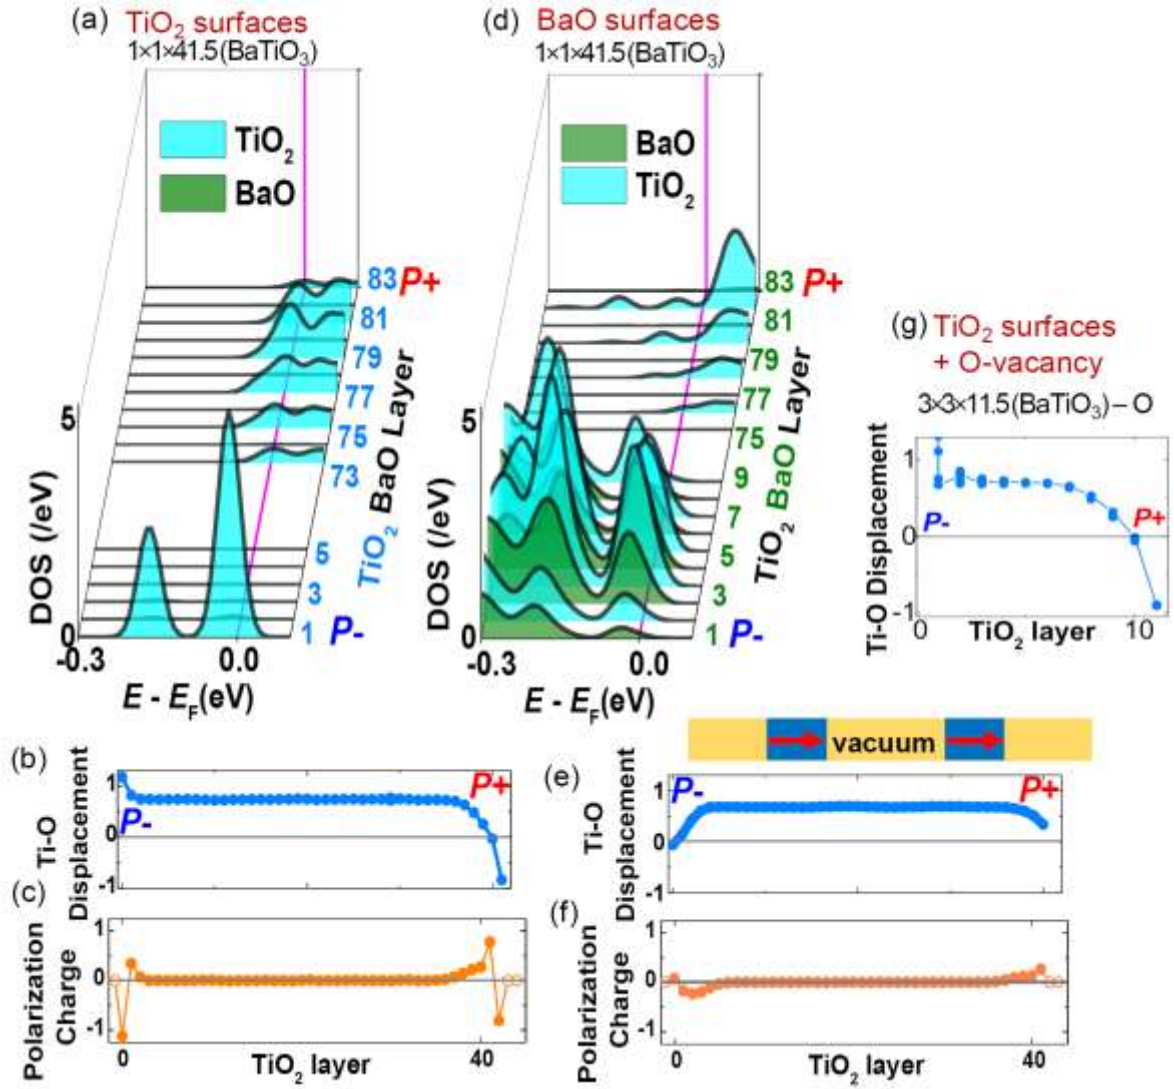 (a) TiO2 surfaces
1×1×41.5(BaTiO3)
TiO2
BaO
83 P+
81
79
77
75
73
5
3
1 P-
TiO2 BaO Layer
DOS (/eV)
5
0
-0.3 0.0
E - EF(eV)
(d) BaO surfaces
1×1×41.5(BaTiO3)
BaO
TiO2
83 P+
81
79
77
75
9
7
5
3
1 P-
TiO2 BaO Layer
DOS (/eV)
5
0
-0.3 0.0
E - EF(eV)
(g) TiO2 surfaces
+ O-vacancy
3×3×11.5(BaTiO3) – O
Ti-O Displacement
1
0
-1
P-
P+
0 TiO2 layer 10
(b)
Ti-O
Displacement
1
0
-1
P-
P+
(c)
Polarization
Charge
1
0
-1
0 TiO2 layer 40
vacuum
(e)
Ti-O
Displacement
1
0
-1
P-
P+
(f)
Polarization
Charge
1
0
-1
0 TiO2 layer 40